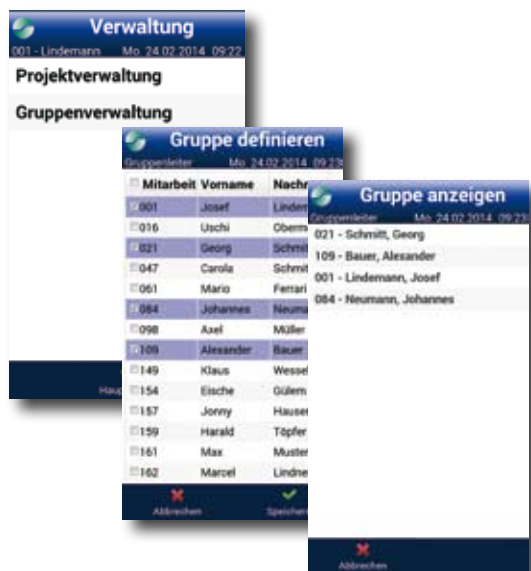 Verwaltung
001 - Lindemann Mo. 24.02.2014 09:22
Projektverwaltung
Gruppenverwaltung
Haup
Gruppe definieren
Gruppenleiter Mo. 24.02.2014 09:23
Mitarbeit Vorname Nachr
001 Josef Linden
016 Uschi Oberm
021 Georg Schmit
047 Carola Schmit
061 Mario Ferrari
084 Johannes Neuma
098 Axel Müller
109 Alexander Bauer
149 Klaus Wessel
154 Eische Gülem
157 Jonny Hauser
159 Harald Töpfer
161 Max Muster
162 Marcel Lindne
Abbrechen Speichern
Gruppe anzeigen
Gruppenleiter Mo. 24.02.2014 09:23
021 - Schmitt, Georg
109 - Bauer, Alexander
001 - Lindemann, Josef
084 - Neumann, Johannes
Abbrechen